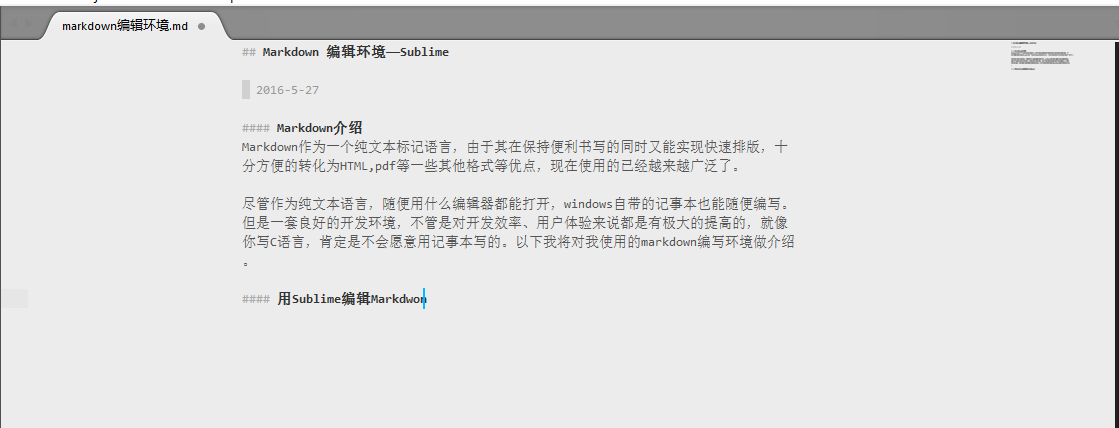 markdown编辑环境.md
## Markdown 编辑环境——Sublime
2016-5-27
#### Markdown介绍
Markdown作为一个纯文本标记语言，由于其在保持便利书写的同时又能实现快速排版，十
分方便的转化为HTML,pdf等一些其他格式等优点，现在使用的已经越来越广泛了。
尽管作为纯文本语言，随便用什么编辑器都能打开，windows自带的记事本也能随便编写。
但是一套良好的开发环境，不管是对开发效率、用户体验来说都是有极大的提高的，就像
你写C语言，肯定是不会愿意用记事本写的。以下我将对我使用的markdown编写环境做介绍
。
#### 用Sublime编辑Markdwon